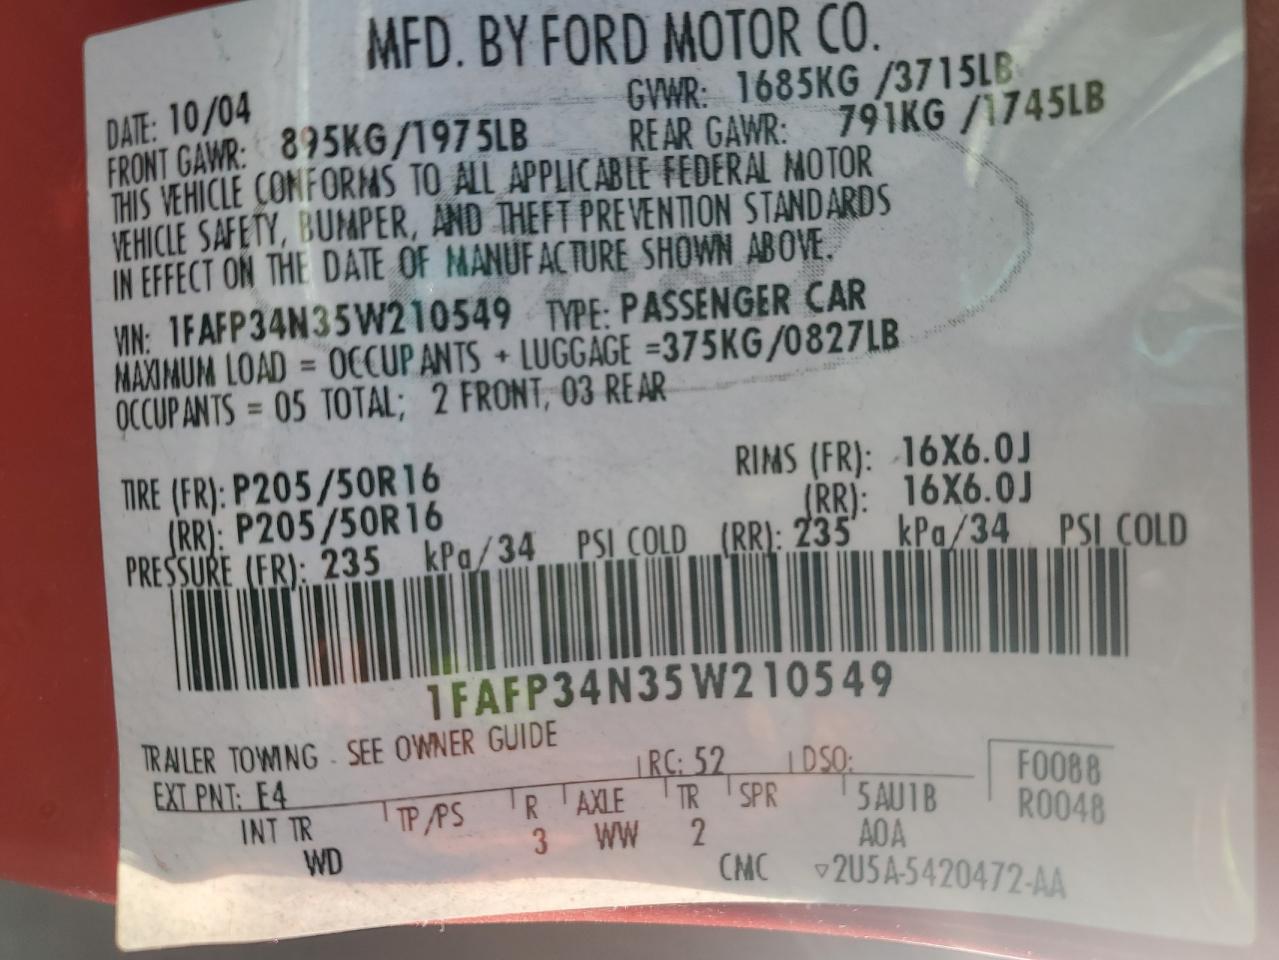 MFD. BY FORD MOTOR CO.
DATE: 10/04 GVWR: 1685KG /3715LB
FRONT GAWR: 895KG/1975LB REAR GAWR: 791KG /1745LB
THIS VEHICLE CONFORMS TO ALL APPLICABLE FEDERAL MOTOR
VEHICLE SAFETY, BUMPER, AND THEFT PREVENTION STANDARDS
IN EFFECT ON THE DATE OF MANUFACTURE SHOWN ABOVE.
VIN: 1FAFP34N35W210549 TYPE: PASSENGER CAR
MAXIMUM LOAD = OCCUPANTS + LUGGAGE =375KG/0827LB
OCCUPANTS = 05 TOTAL; 2 FRONT, 03 REAR
TIRE (FR): P205/50R16 RIMS (FR): 16X6.0J
(RR): P205/50R16 (RR): 16X6.0J
PRESSURE (FR): 235 kPa/34 PSI COLD (RR): 235 kPa/34 PSI COLD
1FAFP34N35W210549
TRAILER TOWING - SEE OWNER GUIDE
EXT PNT: E4 RC: 52 DSO: F0088
INT TR TP/PS R AXLE TR SPR 5AU1B R0048
WD 3 WW 2 A0A
CMC ▽2U5A-5420472-AA